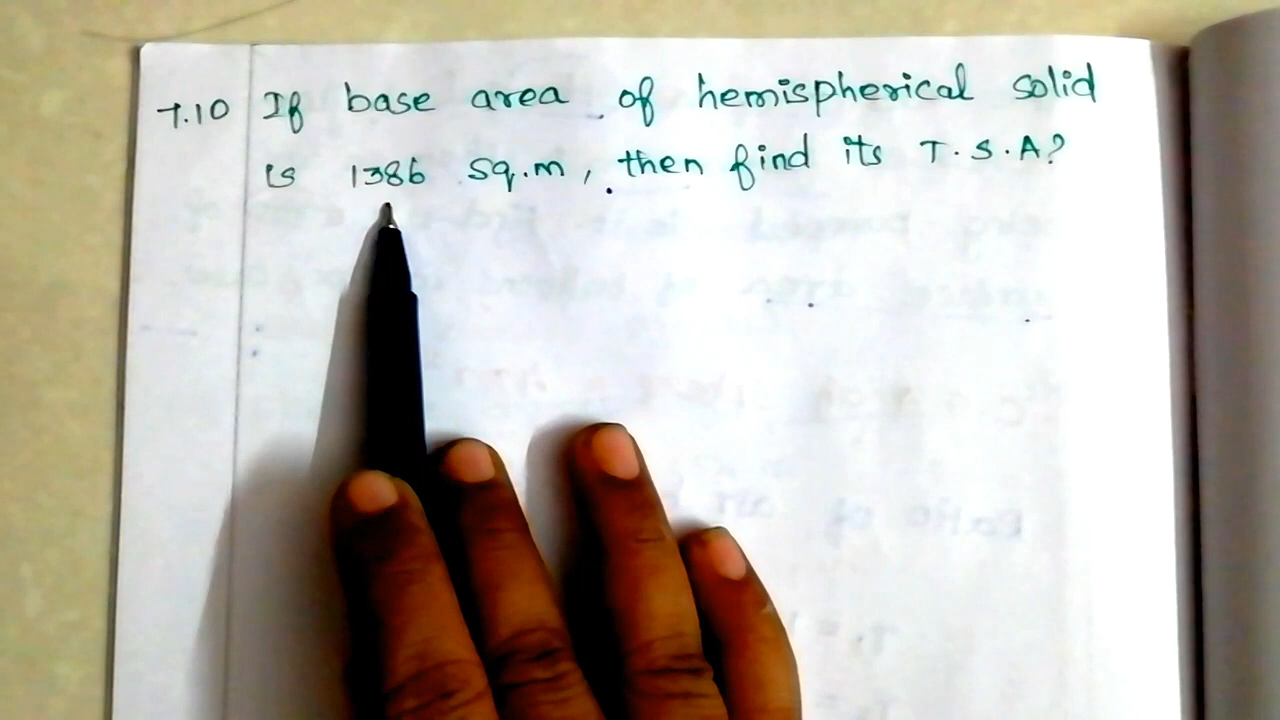 7.10 If base area of hemispherical solid
is 1386 sq.m, then find its T.S.A?